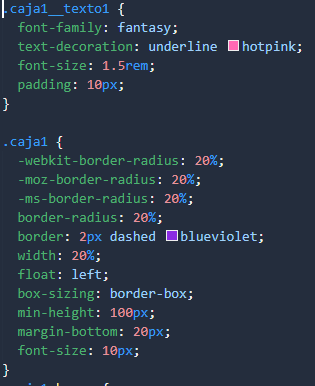 .caja1__texto1 {
font-family: fantasy;
text-decoration: underline hotpink;
font-size: 1.5rem;
padding: 10px;
}
.caja1 {
-webkit-border-radius: 20%;
-moz-border-radius: 20%;
-ms-border-radius: 20%;
border-radius: 20%;
border: 2px dashed blueviolet;
width: 20%;
float: left;
box-sizing: border-box;
min-height: 100px;
margin-bottom: 20px;
font-size: 10px;
}